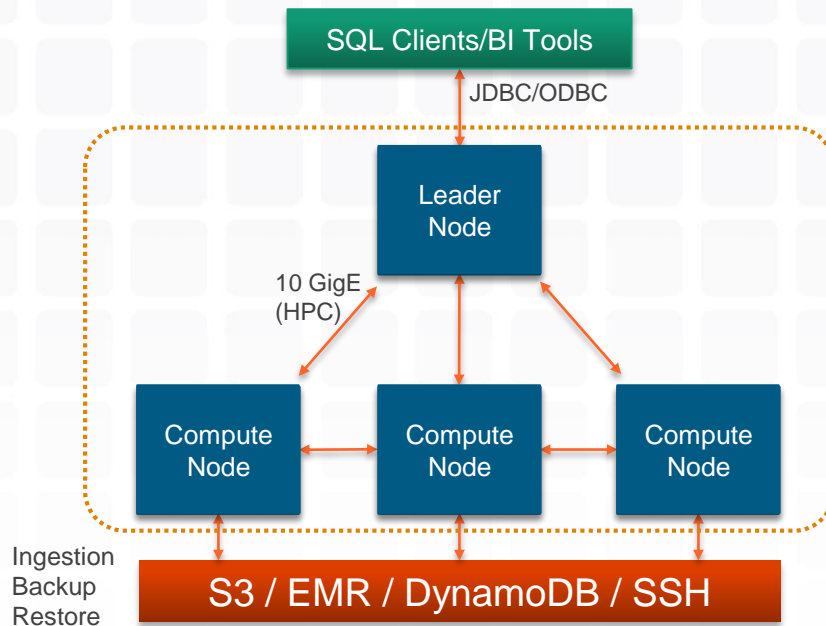 SQL Clients/BI Tools
JDBC/ODBC
Leader
Node
10 GigE
(HPC)
Compute
Node
Compute
Node
Compute
Node
Ingestion
Backup
Restore
S3 / EMR / DynamoDB / SSH